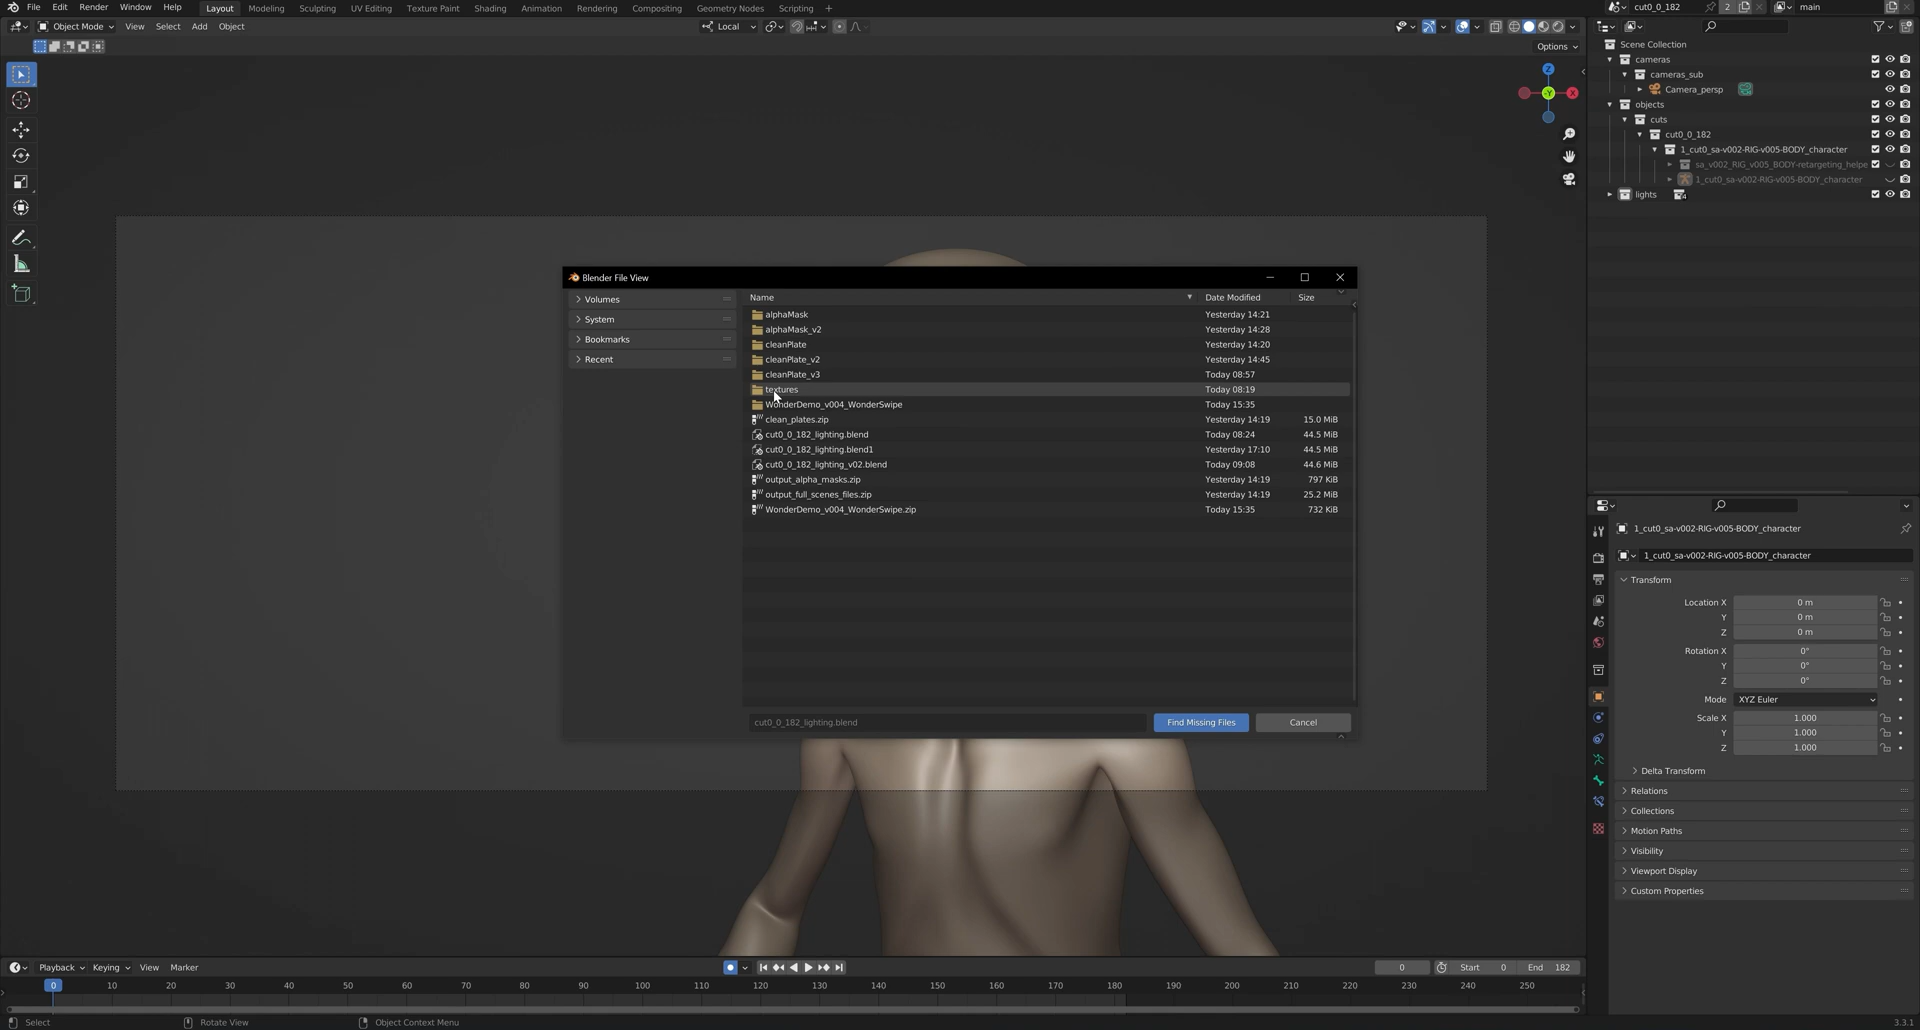 File Edit Render Window Help Layout Modeling Sculpting UV Editing Texture Paint Shading Animation Rendering Compositing Geometry Nodes Scripting + cut0_0_182 2 main
Object Mode View Select Add Object Local
Options
Z
Y
X
Scene Collection
cameras
cameras_sub
Camera_persp
objects
cuts
cut0_0_182
1_cut0_sa-v002-RIG-v005-BODY_character
sa_v002_RIG_v005_BODY-retargeting_helpe
1_cut0_sa-v002-RIG-v005-BODY_character
lights 4
Blender File View
Volumes
System
Bookmarks
Recent
Name Date Modified Size
alphaMask Yesterday 14:21
alphaMask_v2 Yesterday 14:28
cleanPlate Yesterday 14:20
cleanPlate_v2 Yesterday 14:45
cleanPlate_v3 Today 08:57
textures Today 08:19
WonderDemo_v004_WonderSwipe Today 15:35
clean_plates.zip Yesterday 14:19 15.0 MiB
cut0_0_182_lighting.blend Today 08:24 44.5 MiB
cut0_0_182_lighting.blend1 Yesterday 17:10 44.5 MiB
cut0_0_182_lighting_v02.blend Today 09:08 44.6 MiB
output_alpha_masks.zip Yesterday 14:19 797 KiB
output_full_scenes_files.zip Yesterday 14:19 25.2 MiB
WonderDemo_v004_WonderSwipe.zip Today 15:35 732 KiB
cut0_0_182_lighting.blend Find Missing Files Cancel
1_cut0_sa-v002-RIG-v005-BODY_character
1_cut0_sa-v002-RIG-v005-BODY_character
Transform
Location X 0 m
Y 0 m
Z 0 m
Rotation X 0°
Y 0°
Z 0°
Mode XYZ Euler
Scale X 1.000
Y 1.000
Z 1.000
Delta Transform
Relations
Collections
Motion Paths
Visibility
Viewport Display
Custom Properties
Playback Keying View Marker 0 Start 0 End 182
0 10 20 30 40 50 60 70 80 90 100 110 120 130 140 150 160 170 180 190 200 210 220 230 240 250
Select Rotate View Object Context Menu 3.3.1